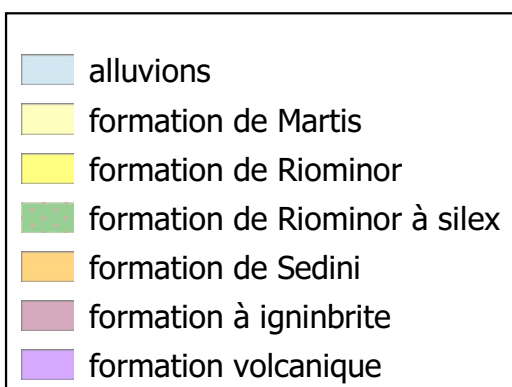 alluvions
formation de Martis
formation de Riominor
formation de Riominor à silex
formation de Sedini
formation à igninbrite
formation volcanique